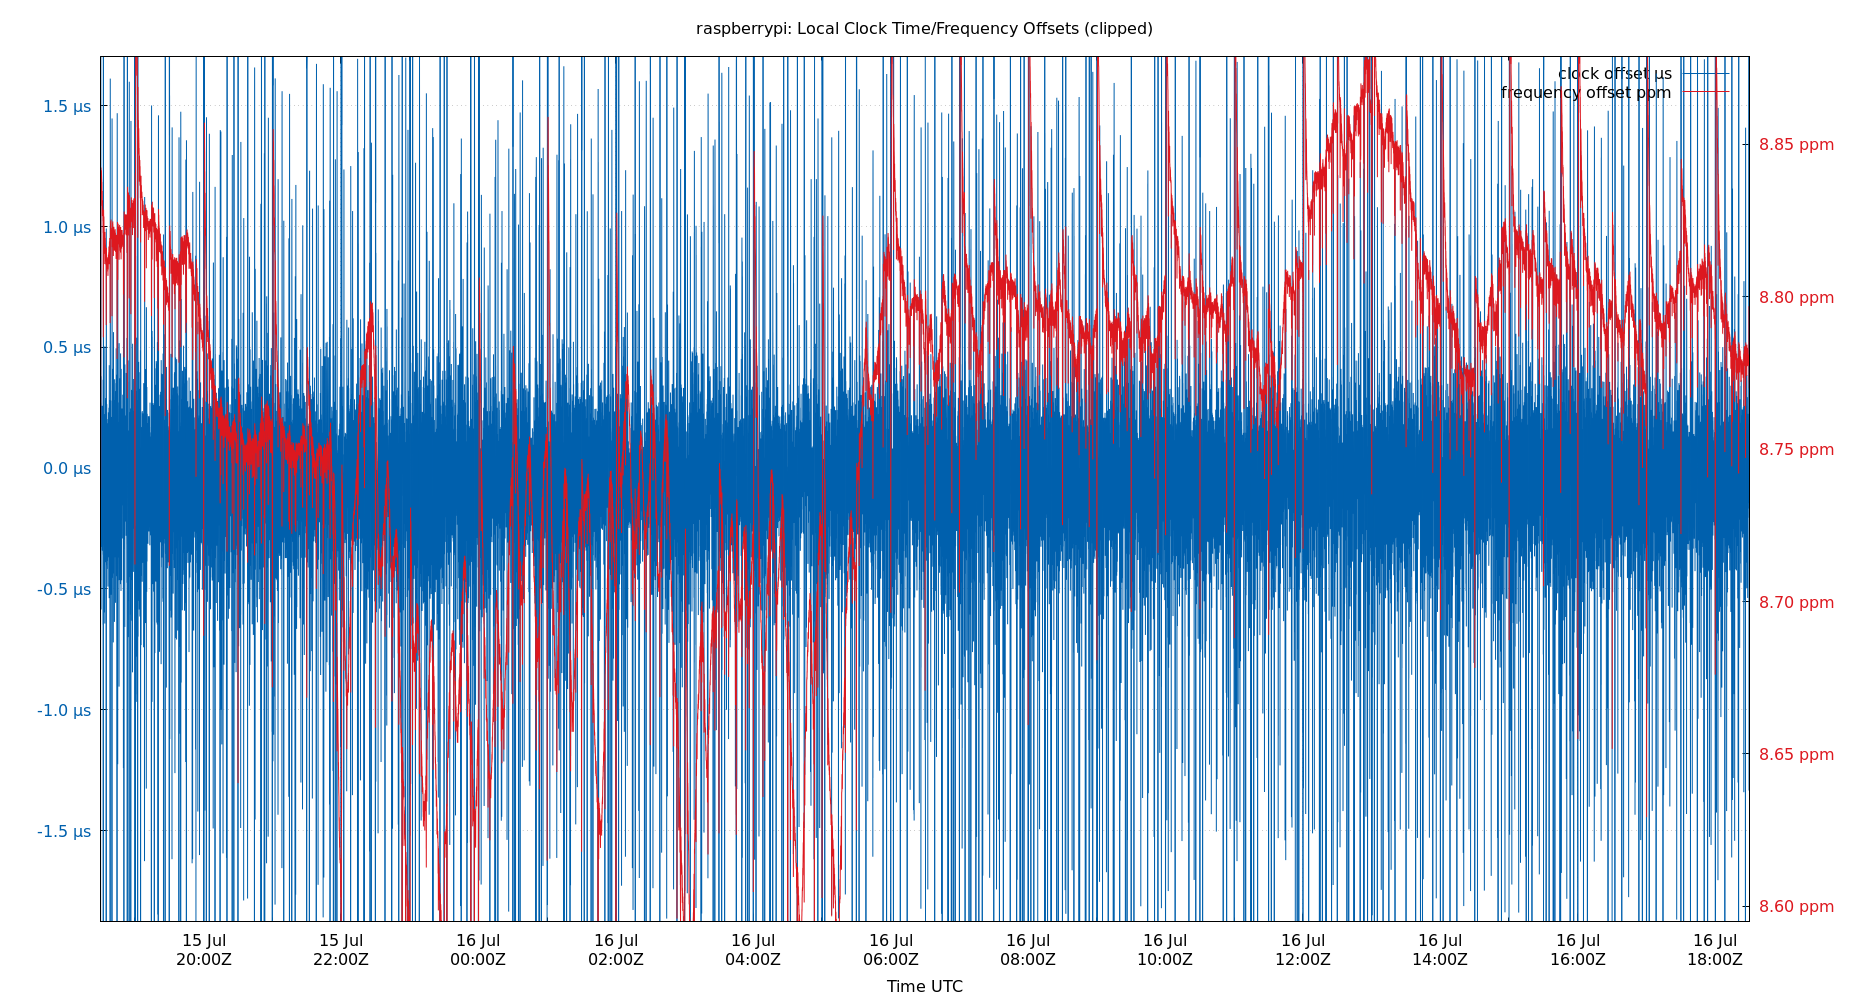 raspberrypi: Local Clock Time/Frequency Offsets (clipped)
clock offset µs
frequency offset ppm
1.5 µs
1.0 µs
0.5 µs
0.0 µs
-0.5 µs
-1.0 µs
-1.5 µs
8.85 ppm
8.80 ppm
8.75 ppm
8.70 ppm
8.65 ppm
8.60 ppm
15 Jul 15 Jul 16 Jul 16 Jul 16 Jul 16 Jul 16 Jul 16 Jul 16 Jul 16 Jul 16 Jul 16 Jul
20:00Z 22:00Z 00:00Z 02:00Z 04:00Z 06:00Z 08:00Z 10:00Z 12:00Z 14:00Z 16:00Z 18:00Z
Time UTC